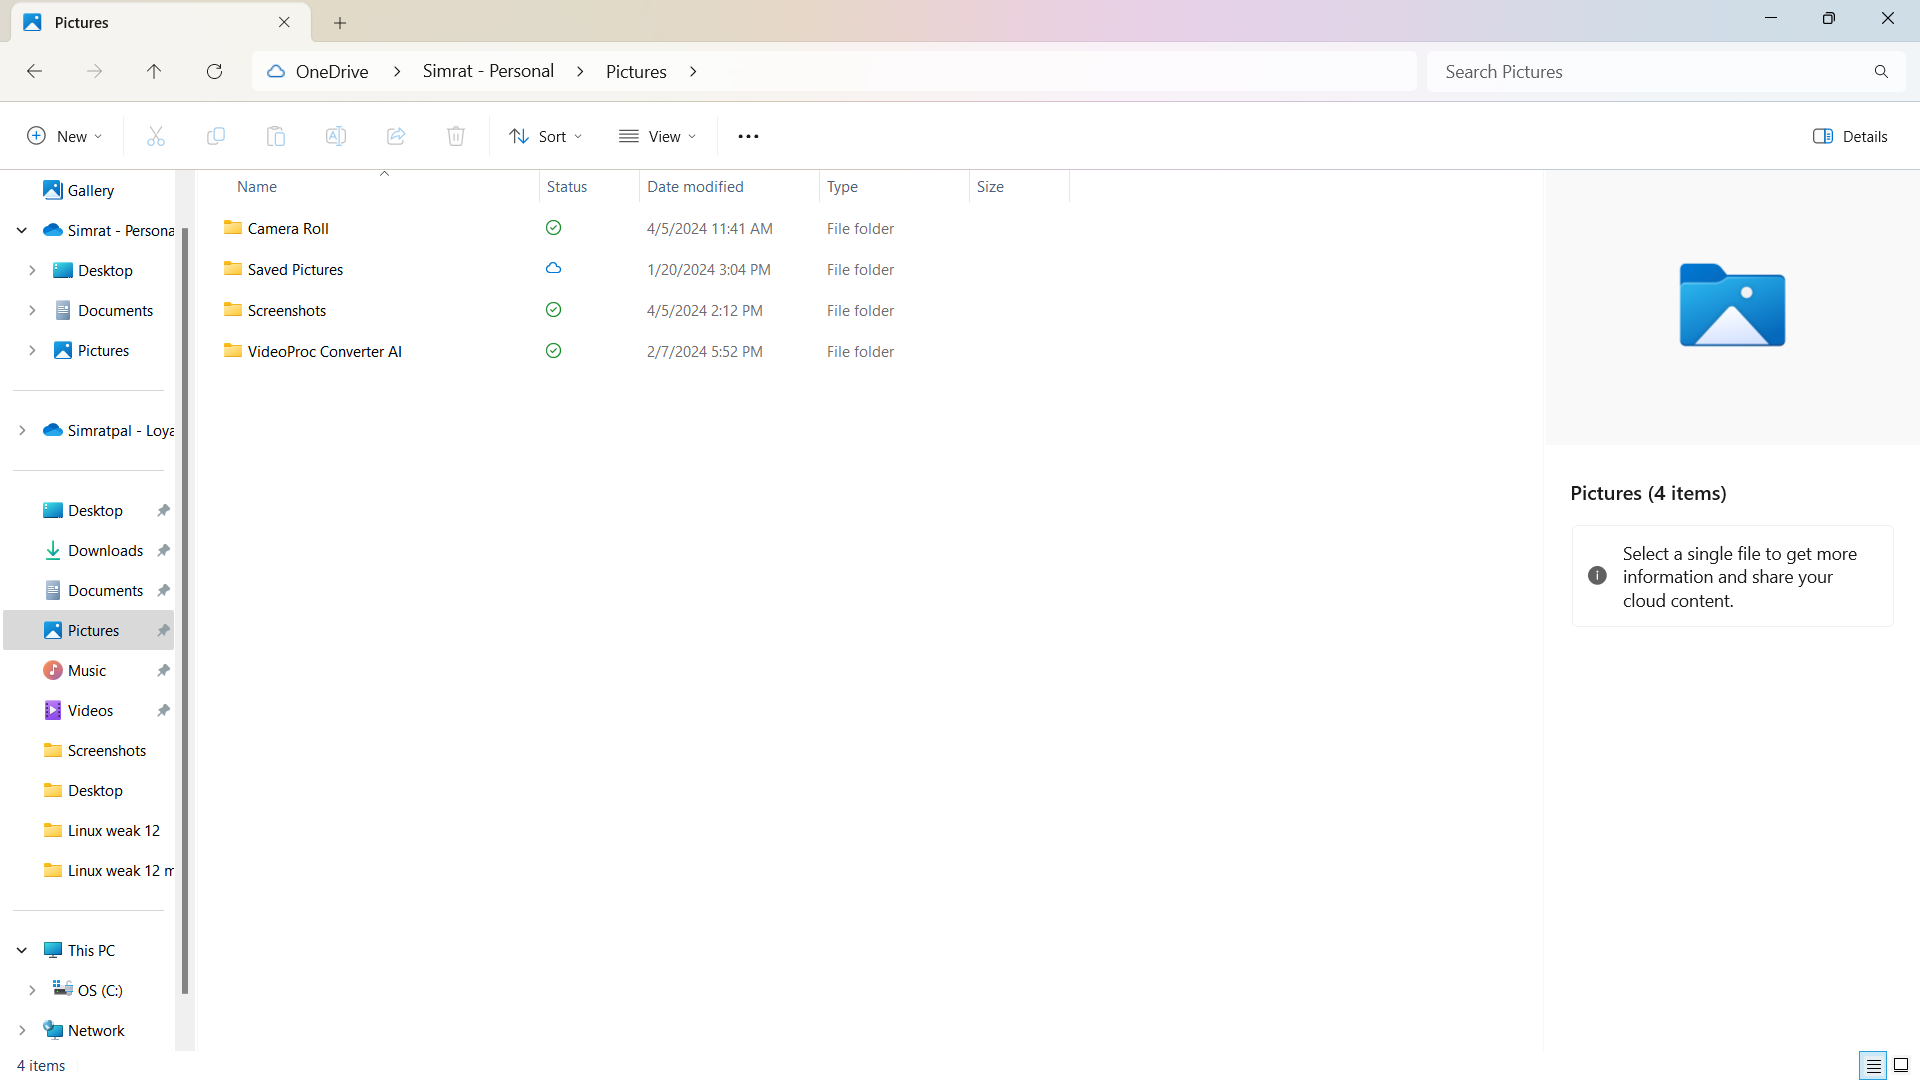 Pictures
OneDrive
Simrat - Personal
Pictures
Search Pictures
New
Sort
View
Details
Name
Status
Date modified
Type
Size
Camera Roll
4/5/2024 11:41 AM
File folder
Saved Pictures
1/20/2024 3:04 PM
File folder
Screenshots
4/5/2024 2:12 PM
File folder
VideoProc Converter AI
2/7/2024 5:52 PM
File folder
Gallery
Simrat - Persona
Desktop
Documents
Pictures
Simratpal - Loya
Desktop
Downloads
Documents
Pictures
Music
Videos
Screenshots
Desktop
Linux weak 12
Linux weak 12 m
This PC
OS (C:)
Network
4 items
Pictures (4 items)
Select a single file to get more
information and share your
cloud content.